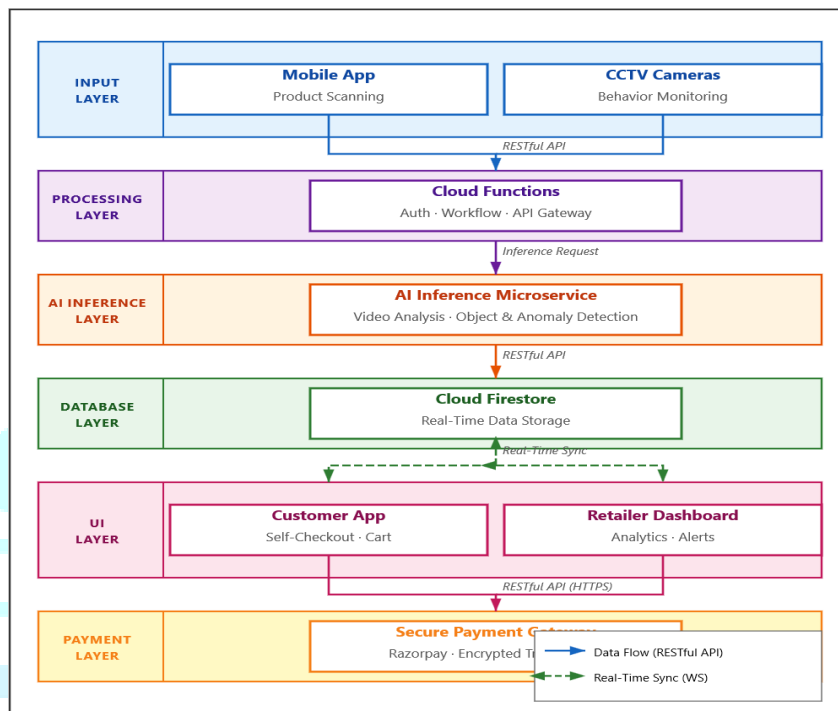 INPUT
LAYER
Mobile App
Product Scanning
CCTV Cameras
Behavior Monitoring
RESTful API
PROCESSING
LAYER
Cloud Functions
Auth · Workflow · API Gateway
Inference Request
AI INFERENCE
LAYER
AI Inference Microservice
Video Analysis · Object & Anomaly Detection
RESTful API
DATABASE
LAYER
Cloud Firestore
Real-Time Data Storage
Real-Time Sync
UI
LAYER
Customer App
Self-Checkout · Cart
Retailer Dashboard
Analytics · Alerts
RESTful API (HTTPS)
PAYMENT
LAYER
Secure Payment Gateway
Razorpay · Encrypted
Data Flow (RESTful API)
Real-Time Sync (WS)